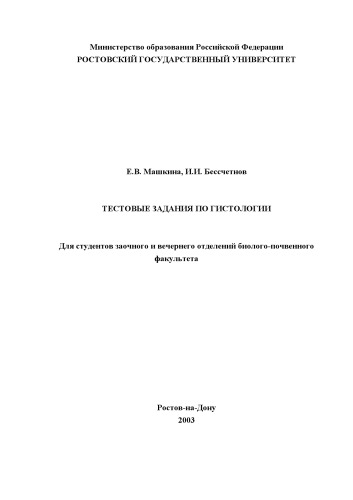 Министерство образования Российской Федерации
РОСТОВСКИЙ ГОСУДАРСТВЕННЫЙ УНИВЕРСИТЕТ
Е.В. Машкина, И.И. Бессчетнов
ТЕСТОВЫЕ ЗАДАНИЯ ПО ГИСТОЛОГИИ
Для студентов заочного и вечернего отделений биолого-почвенного
факультета
Ростов-на-Дону
2003